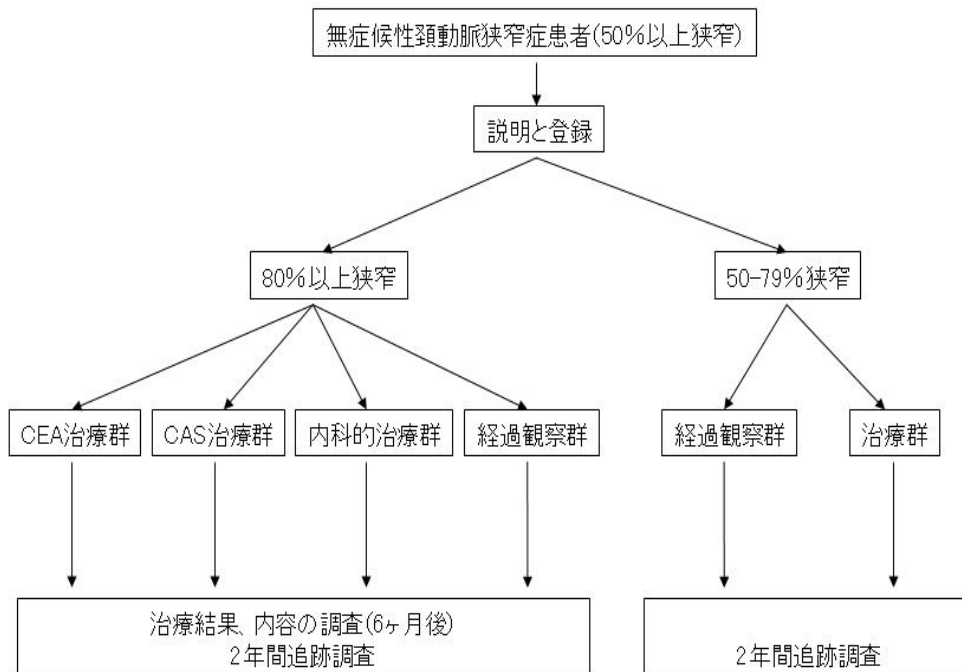 無症候性頚動脈狭窄症患者(50%以上狭窄)
説明と登録
80%以上狭窄
50-79%狭窄
CEA治療群
CAS治療群
内科的治療群
経過観察群
経過観察群
治療群
治療結果、内容の調査(6ヶ月後)
2年間追跡調査
2年間追跡調査